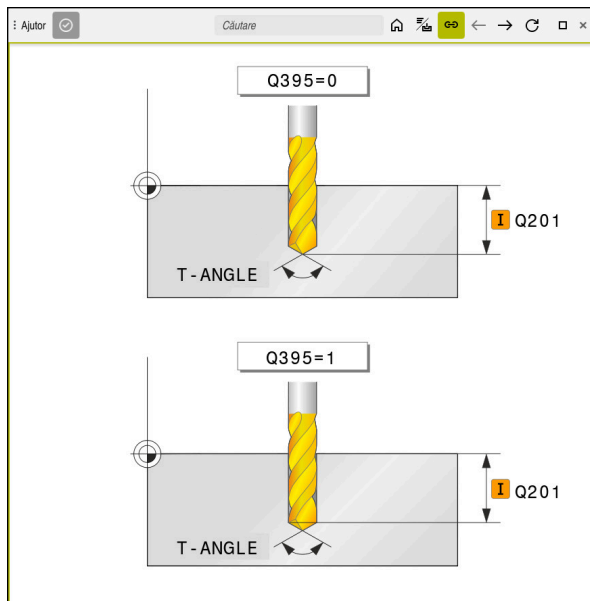 Ajutor
Căutare
Q395=0
I Q201
T-ANGLE
Q395=1
I Q201
T-ANGLE